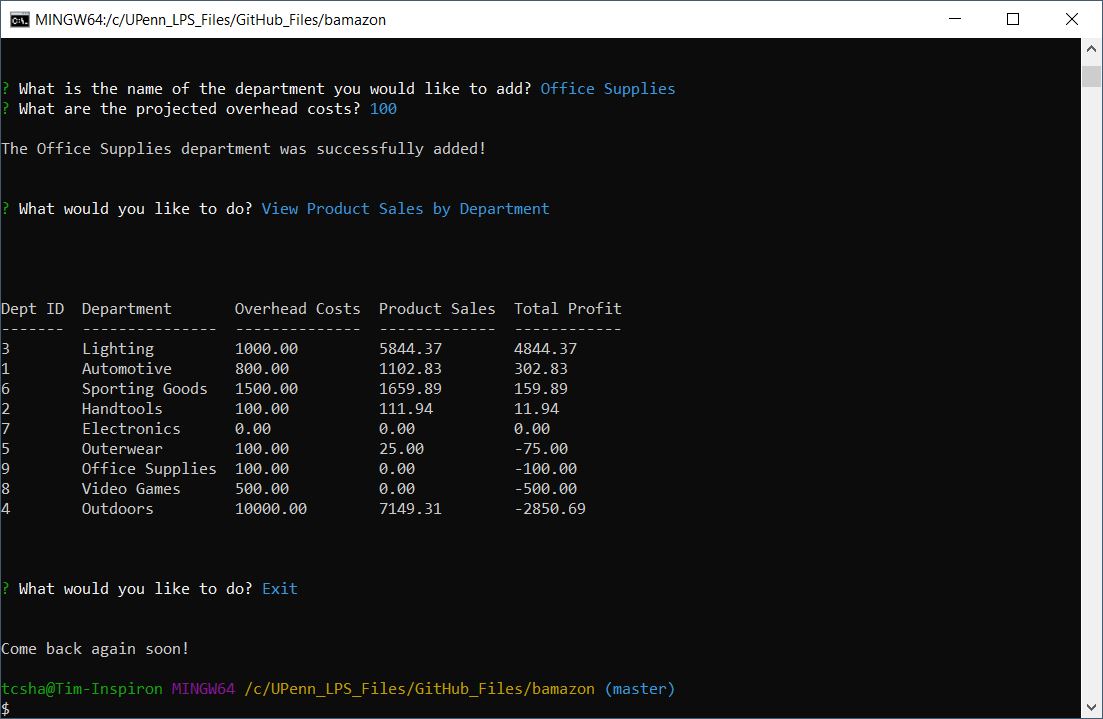 MINGW64:/c/UPenn_LPS_Files/GitHub_Files/bamazon
? What is the name of the department you would like to add? Office Supplies
? What are the projected overhead costs? 100
The Office Supplies department was successfully added!
? What would you like to do? View Product Sales by Department
Dept ID  Department       Overhead Costs  Product Sales  Total Profit
-------  ---------------  --------------  -------------  ------------
3        Lighting         1000.00         5844.37        4844.37
1        Automotive       800.00          1102.83        302.83
6        Sporting Goods   1500.00         1659.89        159.89
2        Handtools        100.00          111.94         11.94
7        Electronics      0.00            0.00           0.00
5        Outerwear        100.00          25.00          -75.00
9        Office Supplies  100.00          0.00           -100.00
8        Video Games      500.00          0.00           -500.00
4        Outdoors         10000.00        7149.31        -2850.69
? What would you like to do? Exit
Come back again soon!
tcsha@Tim-Inspiron MINGW64 /c/UPenn_LPS_Files/GitHub_Files/bamazon (master)
$